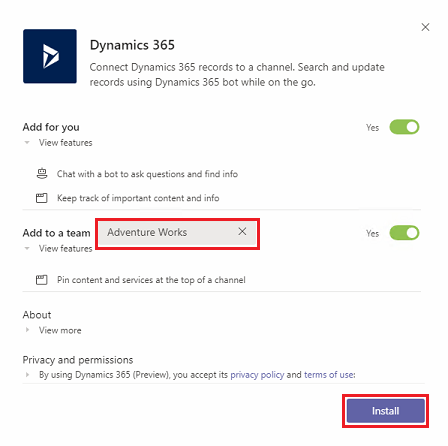 Dynamics 365
Connect Dynamics 365 records to a channel. Search and update
records using Dynamics 365 bot while on the go.
Add for you Yes
View features
Chat with a bot to ask questions and find info
Keep track of important content and info
Add to a team Adventure Works Yes
View features
Pin content and services at the top of a channel
About
View more
Privacy and permissions
By using Dynamics 365 (Preview), you accept its privacy policy and terms of use.
Install